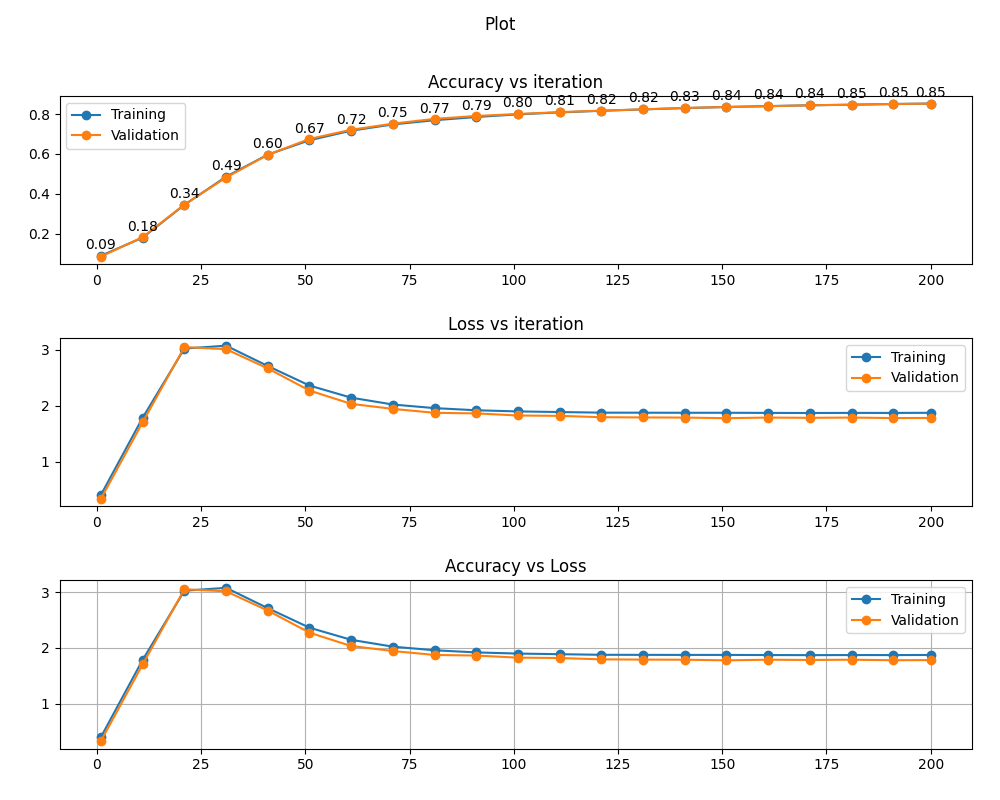 Plot
Accuracy vs iteration
Training
Validation
0.09 0.18 0.34 0.49 0.60 0.67 0.72 0.75 0.77 0.79 0.80 0.81 0.82 0.82 0.83 0.84 0.84 0.84 0.85 0.85 0.85
0.8
0.6
0.4
0.2
0 25 50 75 100 125 150 175 200
Loss vs iteration
Training
Validation
3
2
1
0 25 50 75 100 125 150 175 200
Accuracy vs Loss
Training
Validation
3
2
1
0 25 50 75 100 125 150 175 200